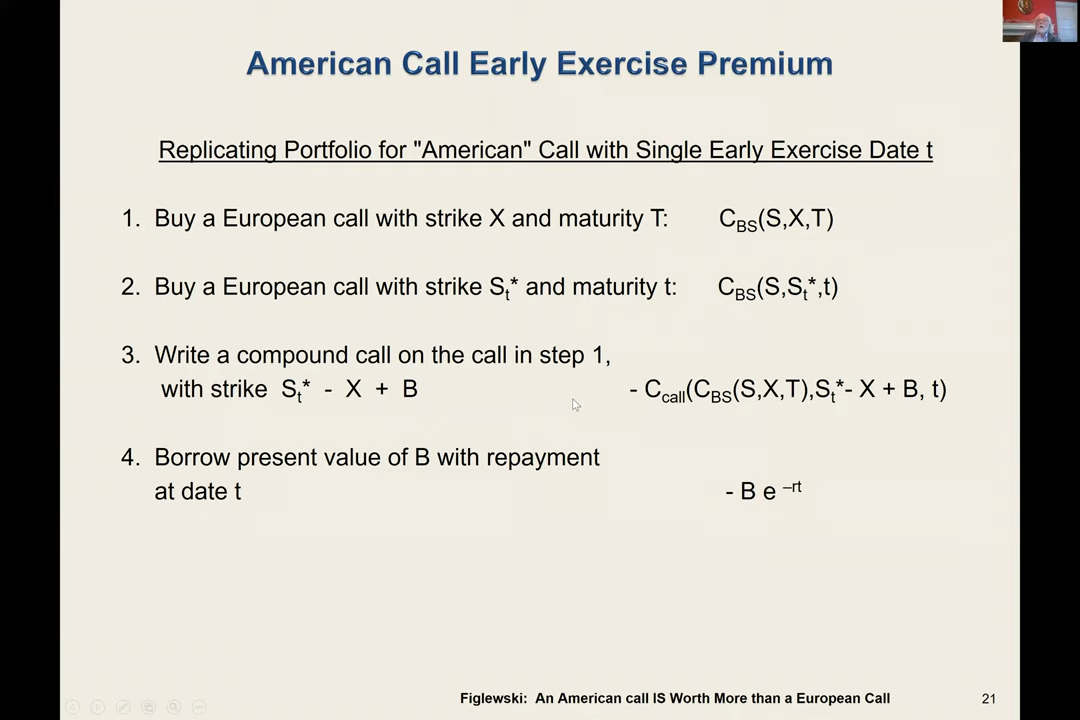 American Call Early Exercise Premium
Replicating Portfolio for "American" Call with Single Early Exercise Date t
1. Buy a European call with strike X and maturity T: C_BS(S,X,T)
2. Buy a European call with strike S_t* and maturity t: C_BS(S,S_t*,t)
3. Write a compound call on the call in step 1,
with strike S_t* - X + B - C_call(C_BS(S,X,T),S_t*- X + B, t)
4. Borrow present value of B with repayment
at date t - B e^–rt
Figlewski: An American call IS Worth More than a European Call 21